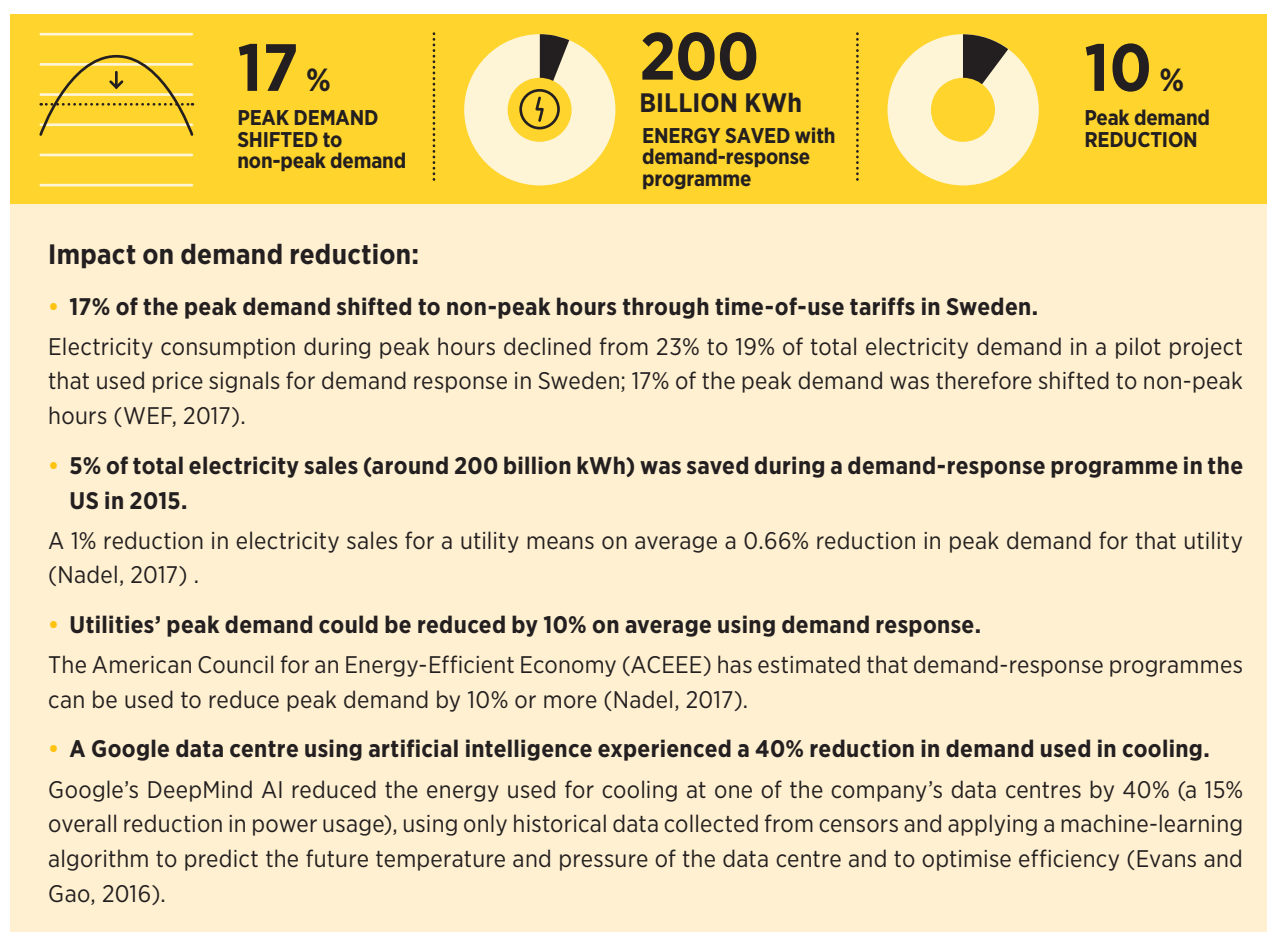 17 %
PEAK DEMAND
SHIFTED to
non-peak demand
200
BILLION KWh
ENERGY SAVED with
demand-response
programme
10 %
Peak demand
REDUCTION
Impact on demand reduction:
• 17% of the peak demand shifted to non-peak hours through time-of-use tariffs in Sweden.
Electricity consumption during peak hours declined from 23% to 19% of total electricity demand in a pilot project
that used price signals for demand response in Sweden; 17% of the peak demand was therefore shifted to non-peak
hours (WEF, 2017).
• 5% of total electricity sales (around 200 billion kWh) was saved during a demand-response programme in the
US in 2015.
A 1% reduction in electricity sales for a utility means on average a 0.66% reduction in peak demand for that utility
(Nadel, 2017) .
• Utilities’ peak demand could be reduced by 10% on average using demand response.
The American Council for an Energy-Efficient Economy (ACEEE) has estimated that demand-response programmes
can be used to reduce peak demand by 10% or more (Nadel, 2017).
• A Google data centre using artificial intelligence experienced a 40% reduction in demand used in cooling.
Google’s DeepMind AI reduced the energy used for cooling at one of the company’s data centres by 40% (a 15%
overall reduction in power usage), using only historical data collected from censors and applying a machine-learning
algorithm to predict the future temperature and pressure of the data centre and to optimise efficiency (Evans and
Gao, 2016).